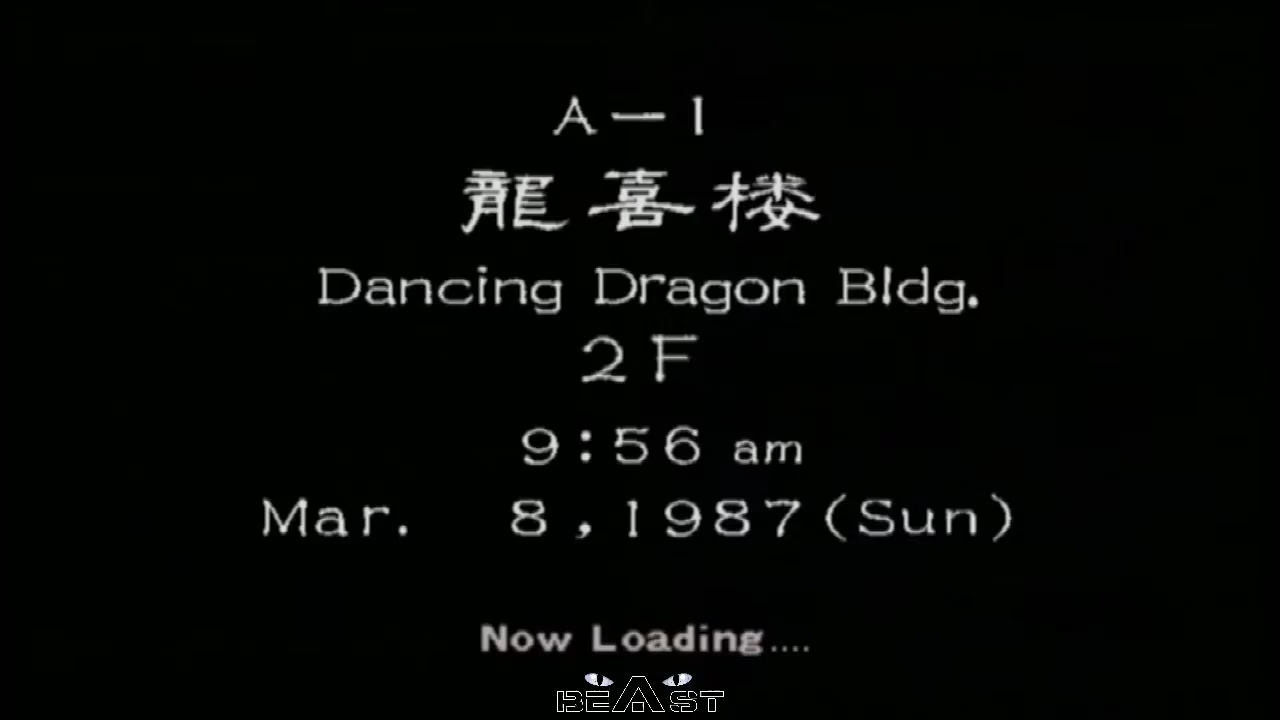 A－1
龍喜楼
Dancing Dragon Bldg.
2F
9:56 am
Mar. 8,1987(Sun)
Now Loading....
BEAST